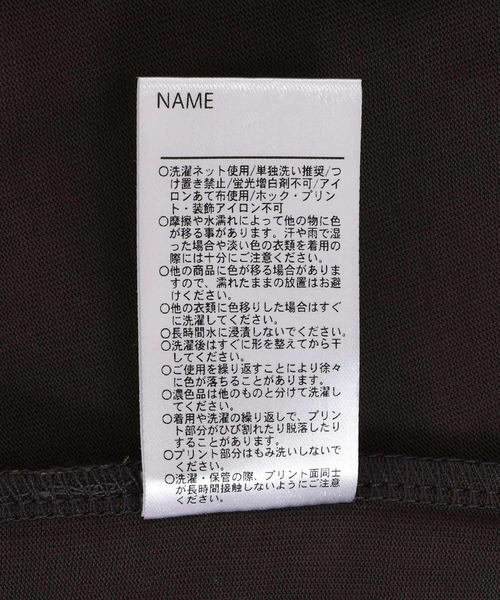 NAME
○洗濯ネット使用/単独洗い推奨/つ
け置き禁止/蛍光増白剤不可/アイ
ロンあて布使用/ホック・プリン
ト・装飾アイロン不可
○摩擦や水濡れによって他の物に色
が移る事があります。汗や雨で湿
った場合や淡い色の衣類を着用の
際には十分にご注意ください。
○他の商品に色が移る場合がありま
すので、濡れたままの放置はお避
けください。
○他の衣類に色移りした場合はすぐ
に洗濯してください。
○長時間水に浸漬しないでください。
○洗濯後はすぐに形を整えてから干
してください。
○ご使用を繰り返すことにより徐々
に色が落ちることがあります。
○濃色品は他のものと分けて洗濯し
てください。
○着用や洗濯の繰り返しで、プリン
ト部分がひび割れたり脱落したり
することがあります。
○プリント部分はもみ洗いしないで
ください。
○洗濯・保管の際、プリント面同士
が長時間接触しないようにご注意
ください。